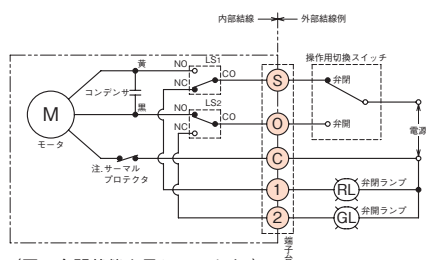 内部結線
外部結線例
黄
NO
LS1
NC
CO
コンデンサ
黒
NO
LS2
NC
CO
M
モータ
注.サーマル
プロテクタ
S
O
C
1
2
端子台
操作用切換スイッチ
弁閉
弁開
電源
RL
弁閉ランプ
GL
弁開ランプ